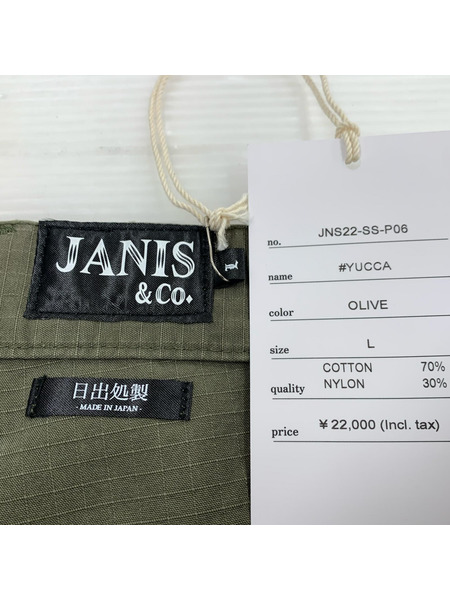 JANIS
& Co.
L
日出処製
- MADE IN JAPAN -
no. JNS22-SS-P06
name #YUCCA
color OLIVE
size L
quality COTTON 70%
NYLON 30%
price ¥22,000 (Incl. tax)